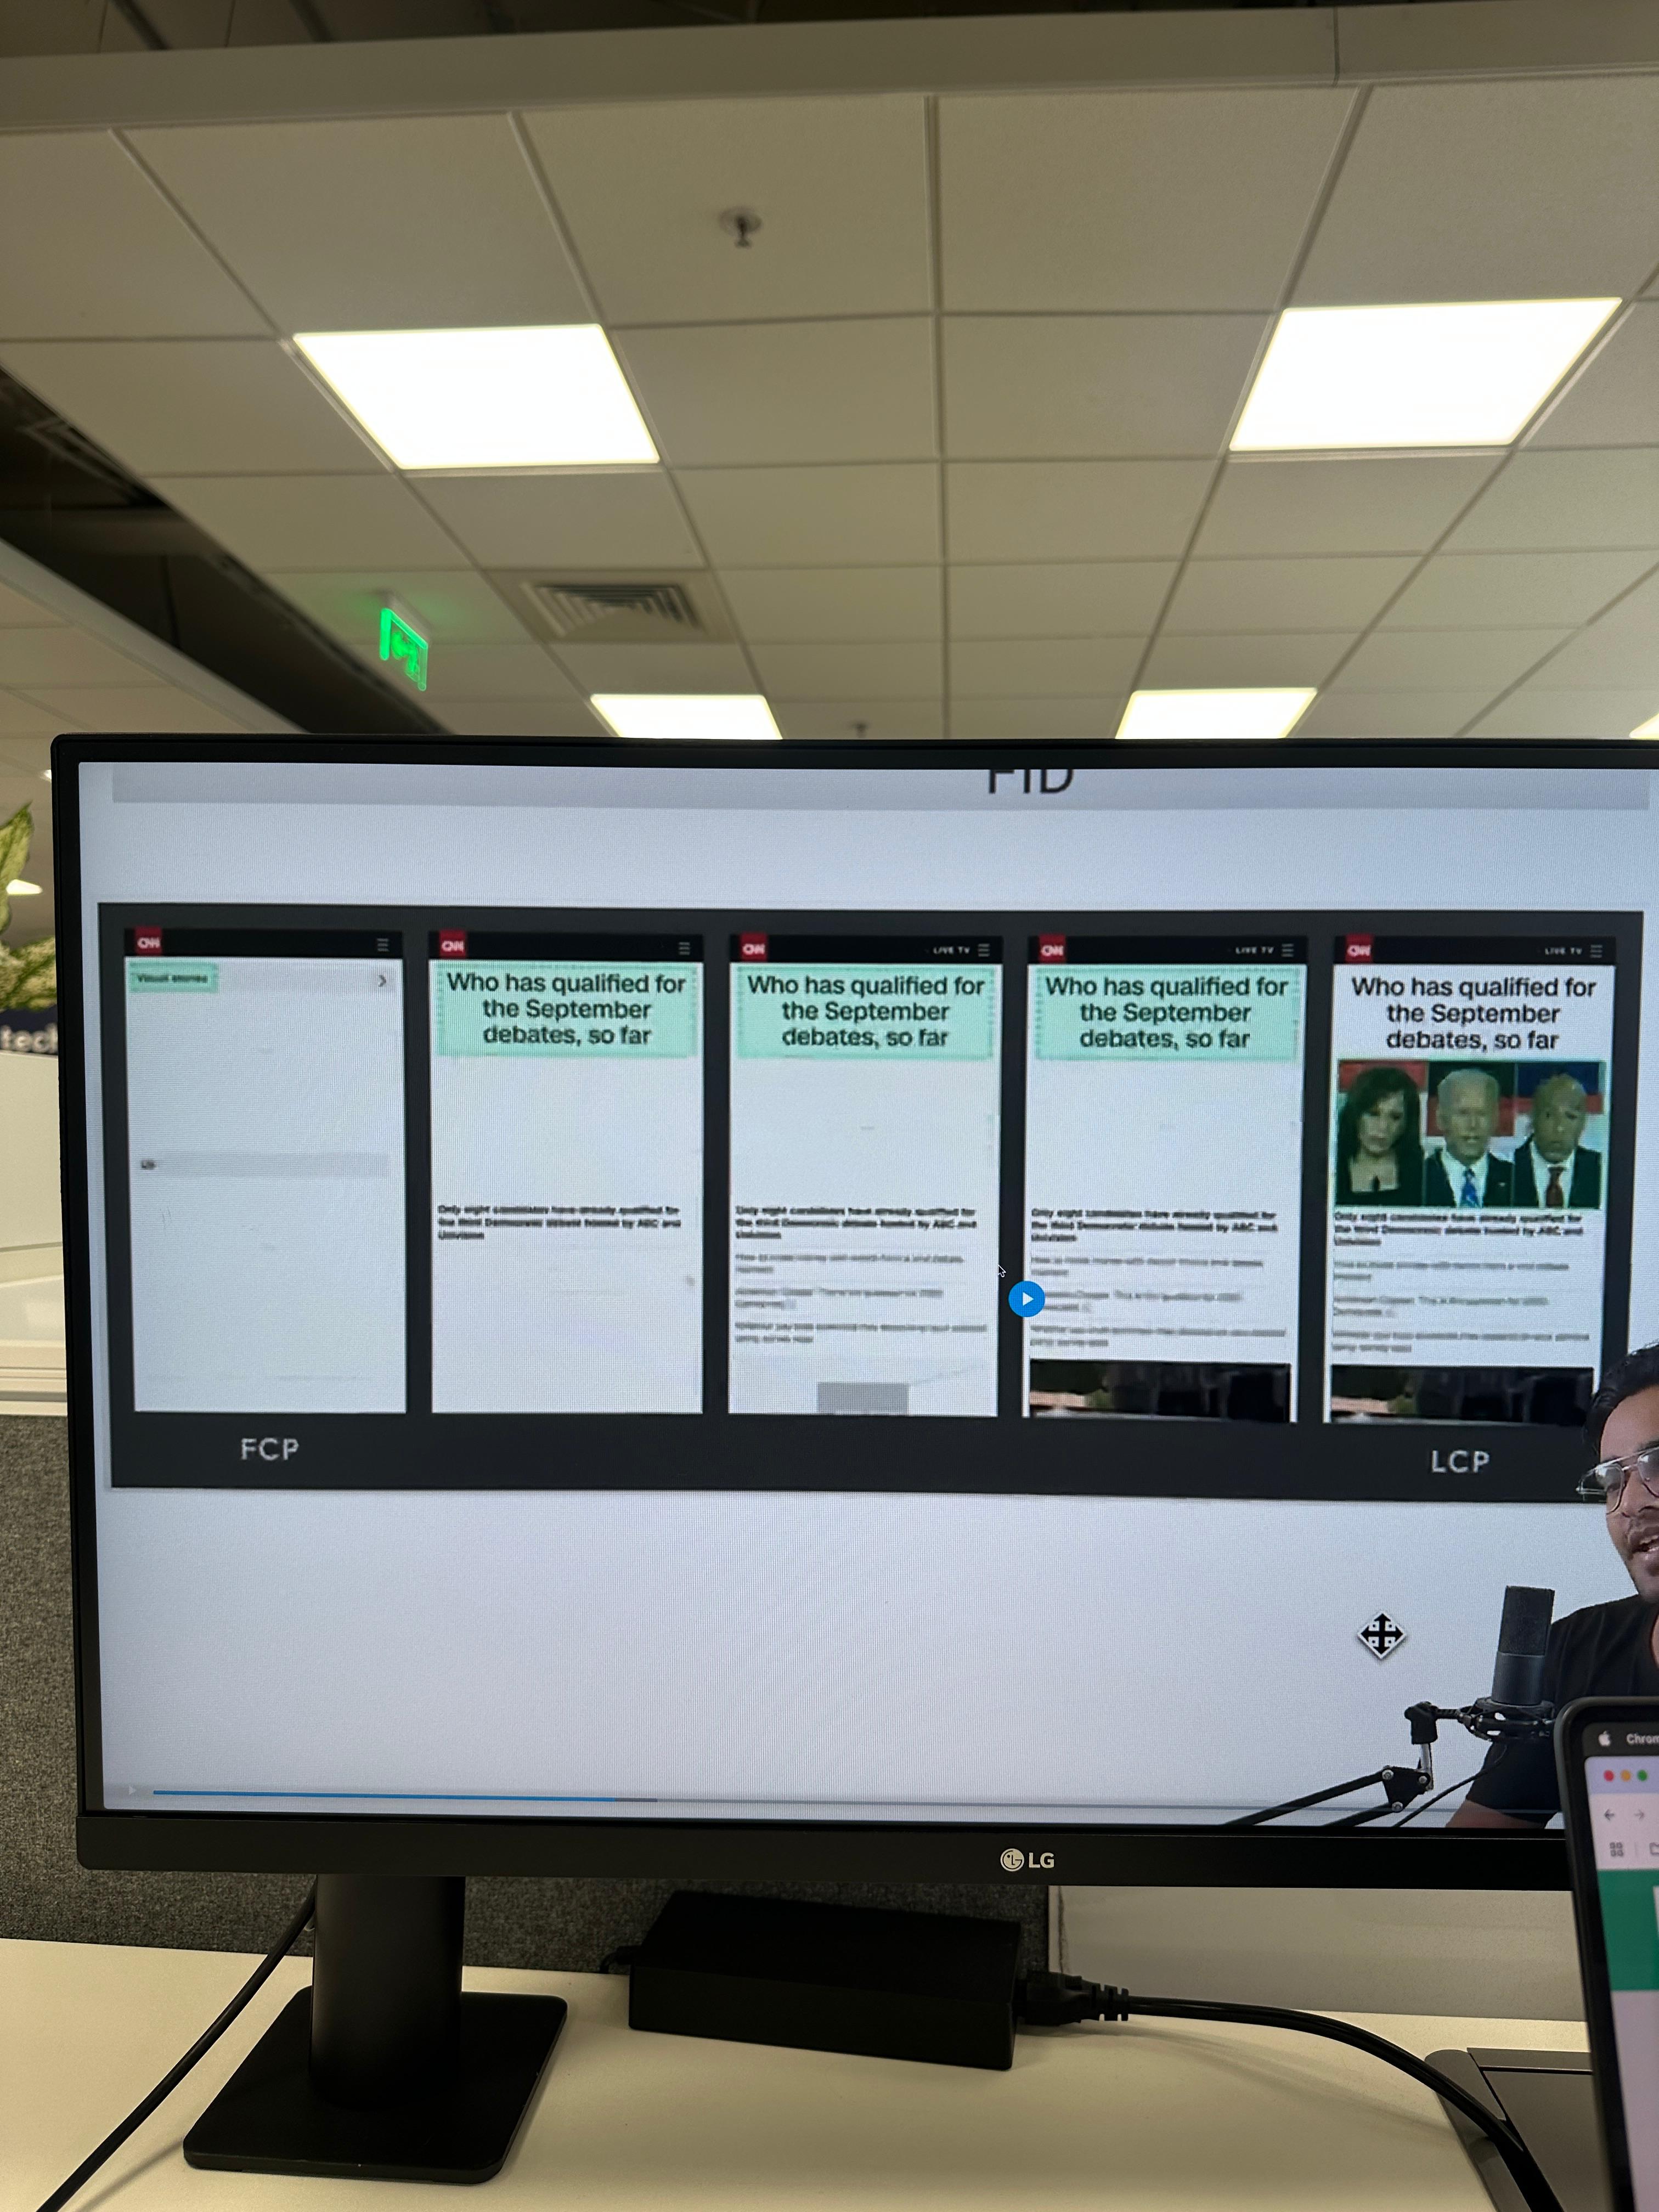 FID
CNN
Visual stories
US
FCP
CNN
Who has qualified for
the September
debates, so far
Only eight candidates have already qualified for
the third Democratic debate hosted by ABC and
Univision
CNN
LIVE TV
Who has qualified for
the September
debates, so far
Only eight candidates have already qualified for
the third Democratic debate hosted by ABC and
Univision
CNN
LIVE TV
Who has qualified for
the September
debates, so far
Only eight candidates have already qualified for
the third Democratic debate hosted by ABC and
Univision
CNN
LIVE TV
Who has qualified for
the September
debates, so far
Only eight candidates have already qualified for
the third Democratic debate hosted by ABC and
Univision
LCP
LG
tech
Chrom